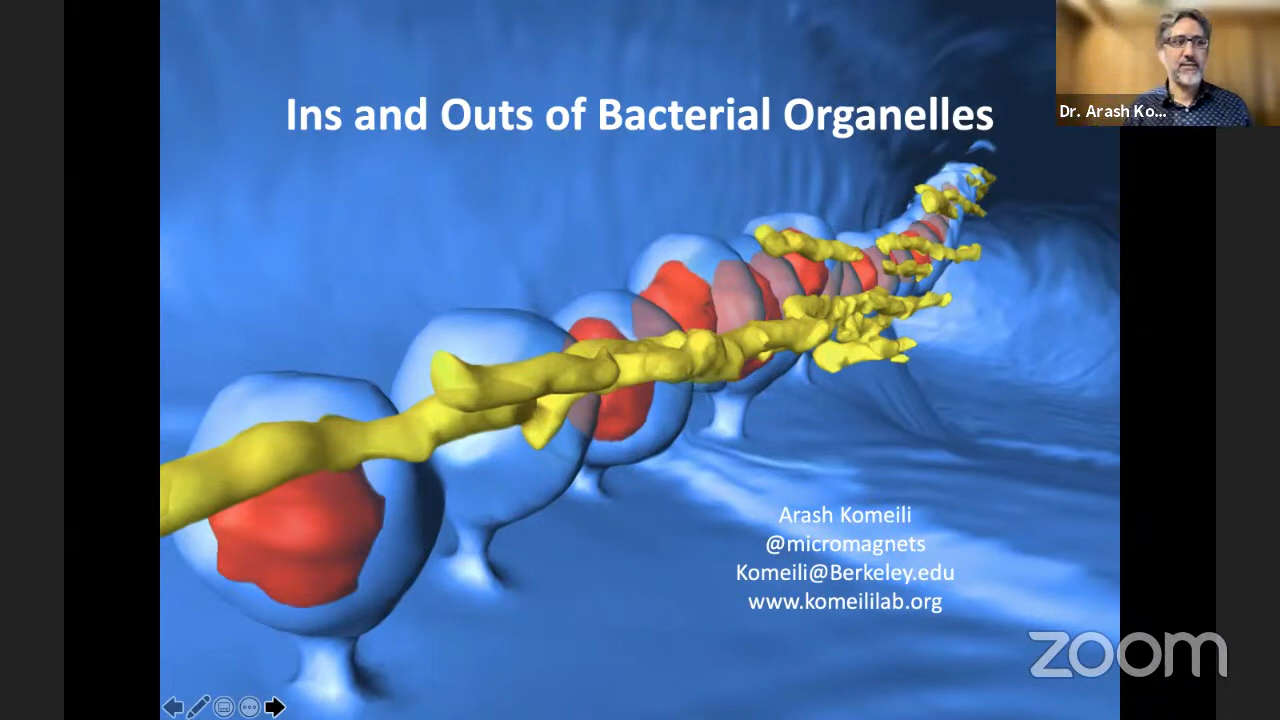 Ins and Outs of Bacterial Organelles
Dr. Arash Ko...
Arash Komeili
@micromagnets
Komeili@Berkeley.edu
www.komeililab.org
zoom